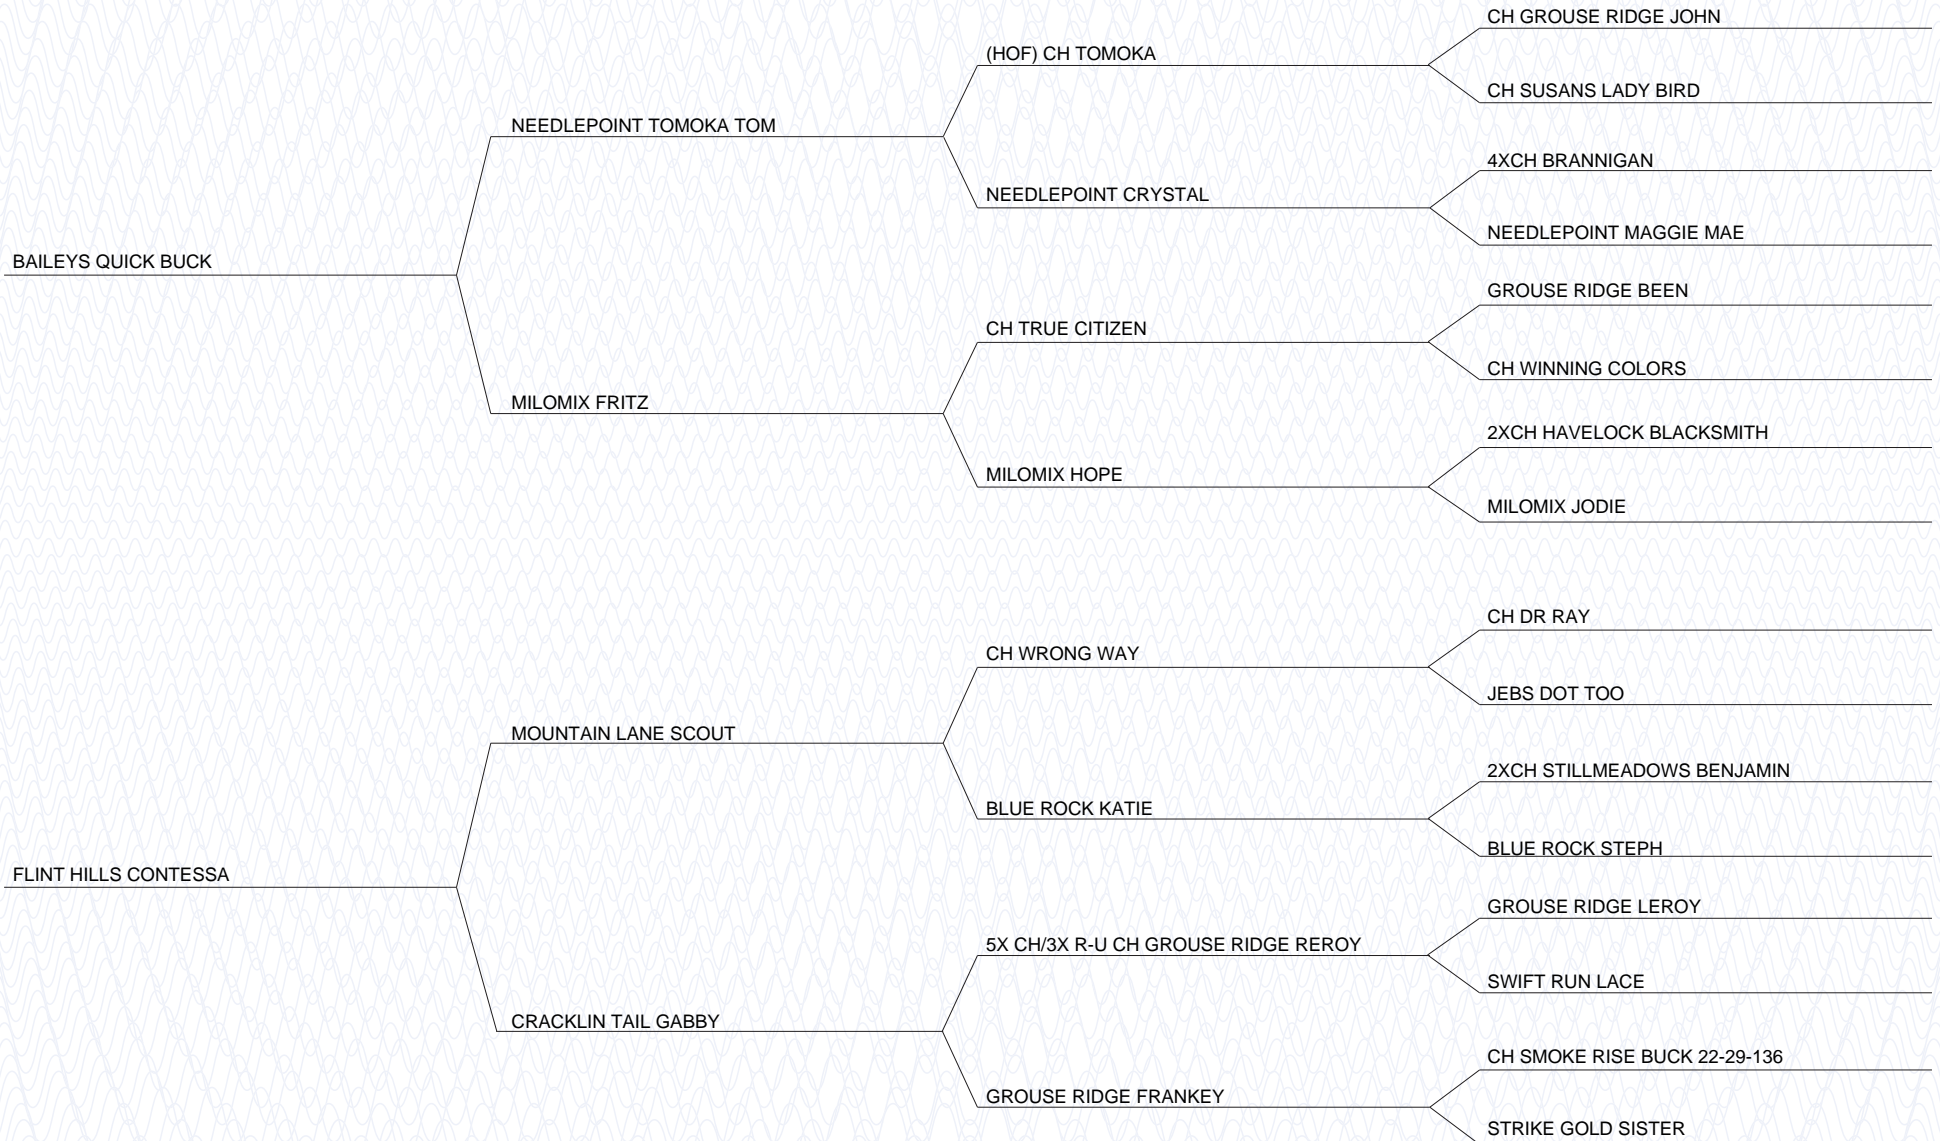 CH GROUSE RIDGE JOHN
(HOF) CH TOMOKA
CH SUSANS LADY BIRD
NEEDLEPOINT TOMOKA TOM
4XCH BRANNIGAN
NEEDLEPOINT CRYSTAL
NEEDLEPOINT MAGGIE MAE
BAILEYS QUICK BUCK
GROUSE RIDGE BEEN
CH TRUE CITIZEN
CH WINNING COLORS
MILOMIX FRITZ
2XCH HAVELOCK BLACKSMITH
MILOMIX HOPE
MILOMIX JODIE
CH DR RAY
CH WRONG WAY
JEBS DOT TOO
MOUNTAIN LANE SCOUT
2XCH STILLMEADOWS BENJAMIN
BLUE ROCK KATIE
BLUE ROCK STEPH
FLINT HILLS CONTESSA
GROUSE RIDGE LEROY
5X CH/3X R-U CH GROUSE RIDGE REROY
SWIFT RUN LACE
CRACKLIN TAIL GABBY
CH SMOKE RISE BUCK 22-29-136
GROUSE RIDGE FRANKEY
STRIKE GOLD SISTER